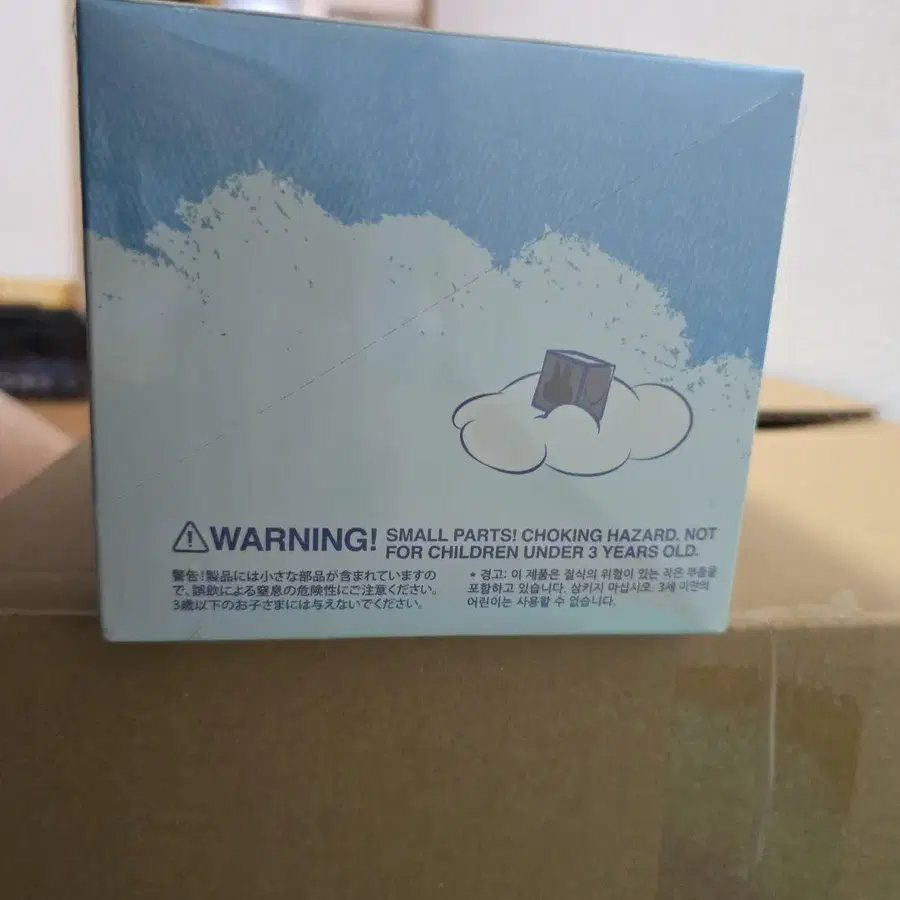 WARNING! SMALL PARTS! CHOKING HAZARD. NOT
FOR CHILDREN UNDER 3 YEARS OLD.
警告!製品には小さな部品が含まれていますの
で、誤飲による窒息の危険性にご注意ください。
3歳以下のお子さまには与えないでください。
* 경고: 이 제품은 질식의 위험이 있는 작은 부품을
포함하고 있습니다. 삼키지 마십시오. 3세 미만의
어린이는 사용할 수 없습니다.